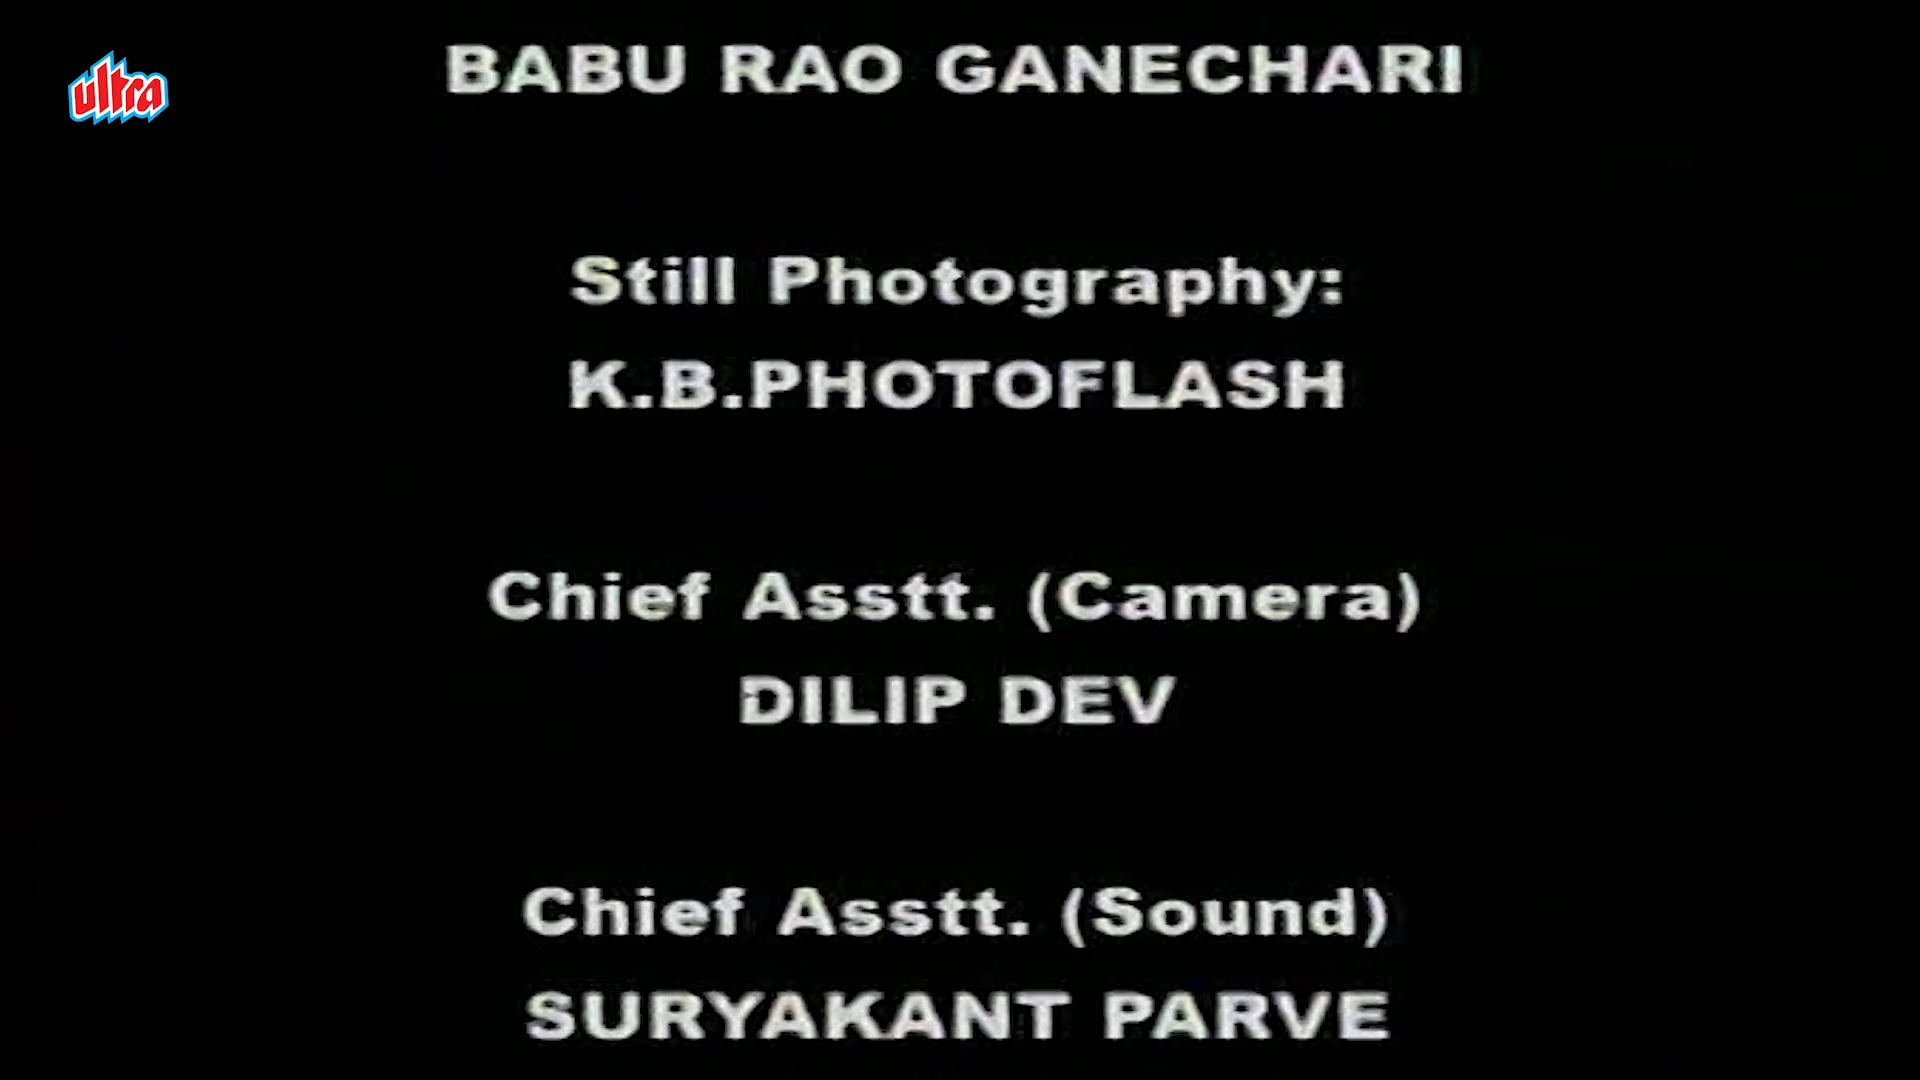 ultra
BABU RAO GANECHARI
Still Photography:
K.B.PHOTOFLASH
Chief Asstt. (Camera)
DILIP DEV
Chief Asstt. (Sound)
SURYAKANT PARVE